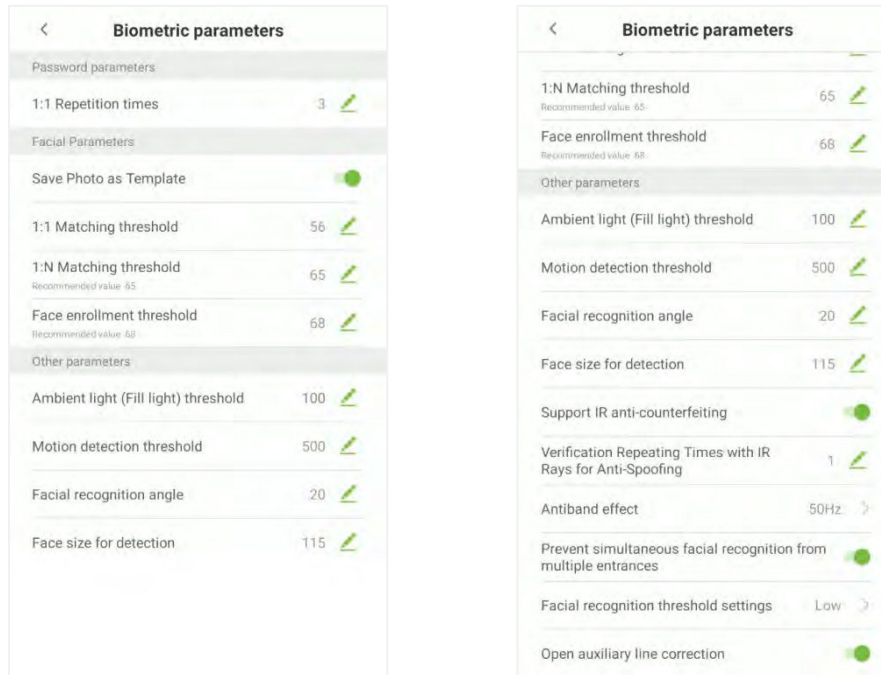 Biometric parameters
Password parameters
1:1 Repetition times 3
Facial Parameters
Save Photo as Template
1:1 Matching threshold 56
1:N Matching threshold 65
Recommended value 65
Face enrollment threshold 68
Recommended value 68
Other parameters
Ambient light (Fill light) threshold 100
Motion detection threshold 500
Facial recognition angle 20
Face size for detection 115
Biometric parameters
1:N Matching threshold 65
Recommended value 65
Face enrollment threshold 68
Recommended value 68
Other parameters
Ambient light (Fill light) threshold 100
Motion detection threshold 500
Facial recognition angle 20
Face size for detection 115
Support IR anti-counterfeiting
Verification Repeating Times with IR
Rays for Anti-Spoofing 1
Antiband effect 50Hz
Prevent simultaneous facial recognition from
multiple entrances
Facial recognition threshold settings Low
Open auxiliary line correction